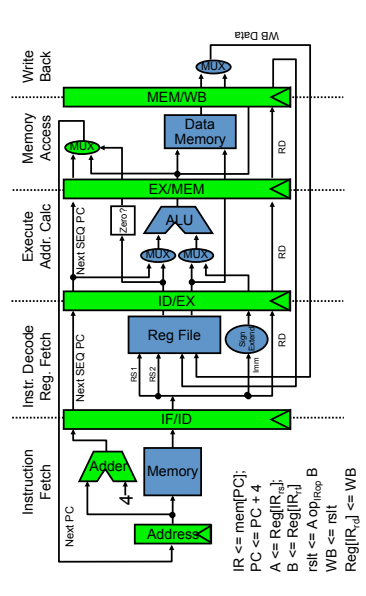 Instruction
Fetch
Instr. Decode
Reg. Fetch
Execute
Addr. Calc
Memory
Access
Write
Back
Next PC
Next SEQ PC
Next SEQ PC
MUX
4
Adder
Zero?
RS1
RS2
Address
Memory
IF/ID
Reg File
ID/EX
MUX
MUX
ALU
EX/MEM
Data
Memory
MEM/WB
MUX
Sign
Extend
Imm
RD
RD
RD
WB Data
IR <= mem[PC];
PC <= PC + 4
A <= Reg[IRrs];
B <= Reg[IRrt]
rslt <= A opIRop B
WB <= rslt
Reg[IRrd] <= WB